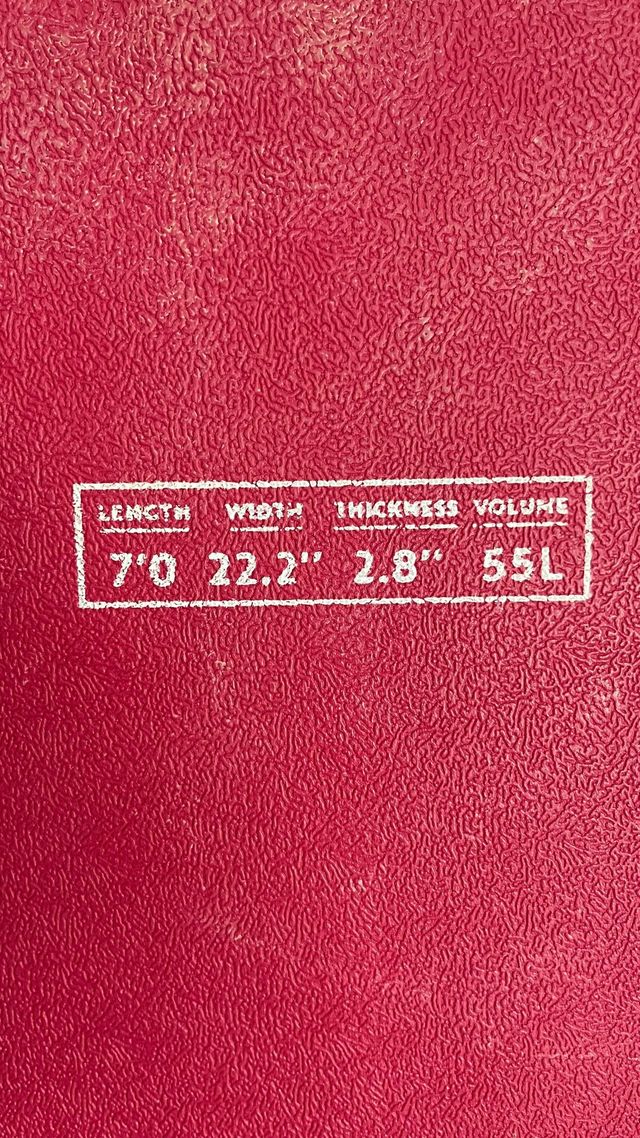 LENGTH WIDTH THICKNESS VOLUME
7'0 22.2" 2.8" 55L